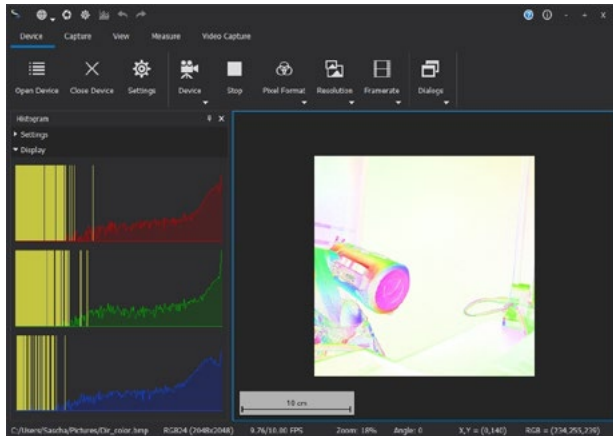 Device Capture View Measure Video Capture
Open Device Close Device Settings Device Stop Pixel Format Resolution Framerate Dialogs
Histogram
Settings
Display
10 cm
C:/Users/Sascha/Pictures/Dir_color.bmp RGB24 (2048x2048) 9.76/10.00 FPS Zoom: 18% Angle: 0 X,Y = (0,140) RGB = (234,255,239)